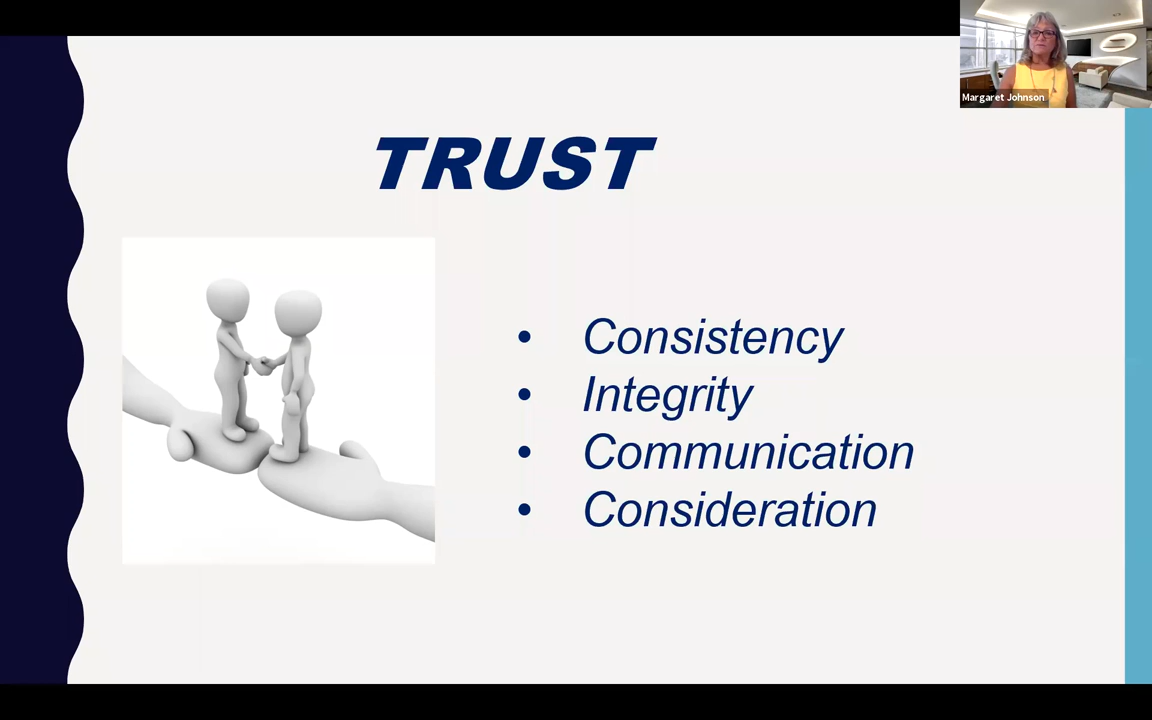 Margaret Johnson
TRUST
• Consistency
• Integrity
• Communication
• Consideration